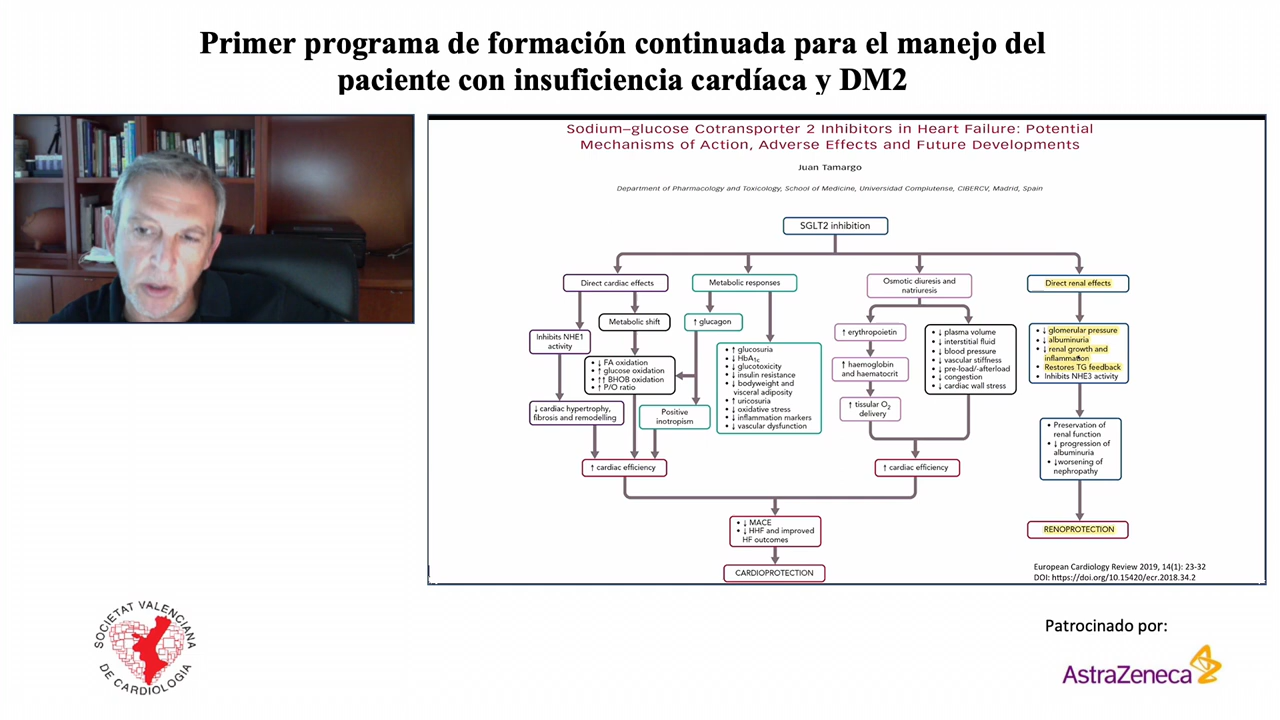 Primer programa de formación continuada para el manejo del
paciente con insuficiencia cardíaca y DM2
Sodium–glucose Cotransporter 2 Inhibitors in Heart Failure: Potential
Mechanisms of Action, Adverse Effects and Future Developments
Juan Tamargo
Department of Pharmacology and Toxicology, School of Medicine, Universidad Complutense, CIBERCV, Madrid, Spain
SGLT2 inhibition
Direct cardiac effects
Metabolic responses
Osmotic diuresis and
natriuresis
Direct renal effects
Inhibits NHE1
activity
Metabolic shift
↑ glucagon
↑ erythropoietin
• ↓ FA oxidation
• ↑ glucose oxidation
• ↑↑ BHOB oxidation
• ↑ P/O ratio
• ↑ glucosuria
• ↓ HbA1c
• ↓ glucotoxicity
• ↓ insulin resistance
• ↓ bodyweight and
visceral adiposity
• ↑ uricosuria
• ↓ oxidative stress
• ↓ inflammation markers
• ↓ vascular dysfunction
↑ haemoglobin
and haematocrit
↑ tissular O2
delivery
• ↓ plasma volume
• ↓ interstitial fluid
• ↓ blood pressure
• ↓ vascular stiffness
• ↓ pre-load/-afterload
• ↓ congestion
• ↓ cardiac wall stress
• ↓ glomerular pressure
• ↓ albuminuria
• ↓ renal growth and
inflammation
• Restores TG feedback
• Inhibits NHE3 activity
↓ cardiac hypertrophy,
fibrosis and remodelling
Positive
inotropism
• Preservation of
renal function
• ↓ progression of
albuminuria
• ↓worsening of
nephropathy
↑ cardiac efficiency
↑ cardiac efficiency
• ↓ MACE
• ↓ HHF and improved
HF outcomes
RENOPROTECTION
CARDIOPROTECTION
European Cardiology Review 2019, 14(1): 23-32
DOI: https://doi.org/10.15420/ecr.2018.34.2
SOCIETAT VALENCIANA
DE CARDIOLOGIA
Patrocinado por:
AstraZeneca